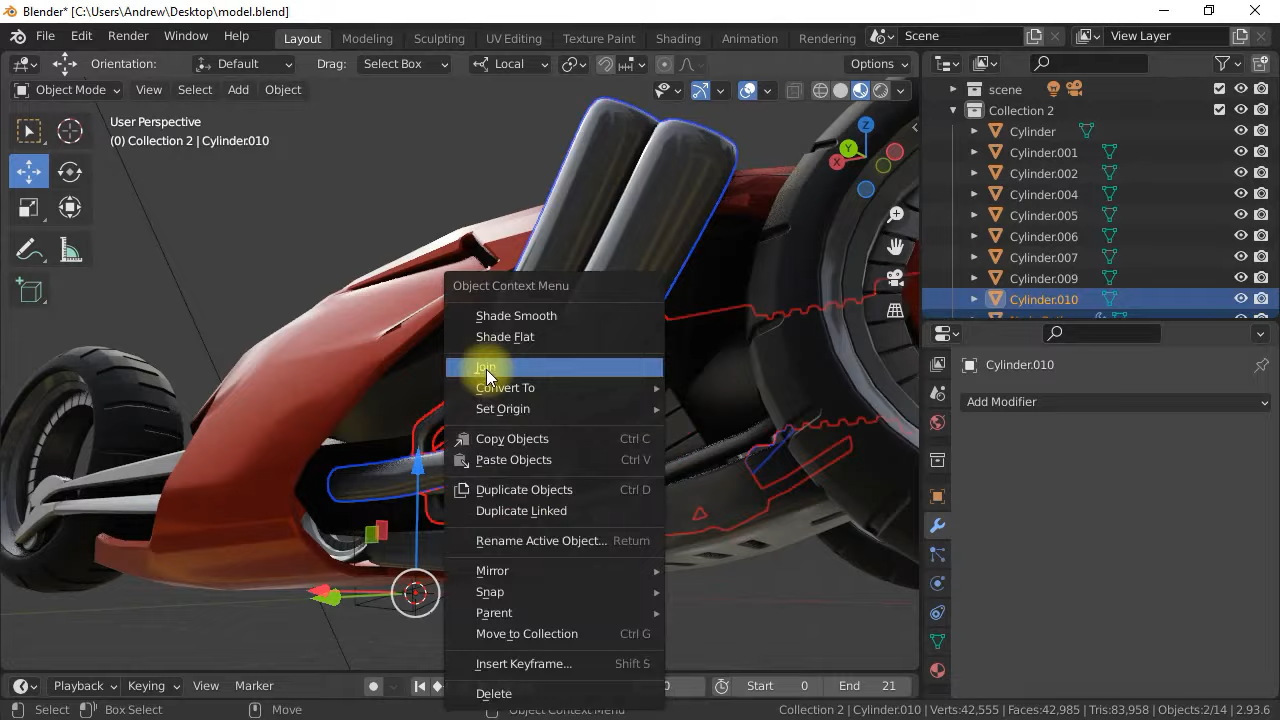 Blender* [C:\Users\Andrew\Desktop\model.blend]
File Edit Render Window Help Layout Modeling Sculpting UV Editing Texture Paint Shading Animation Rendering Scene View Layer
Orientation: Default Drag: Select Box Local Options
Object Mode View Select Add Object
User Perspective
(0) Collection 2 | Cylinder.010
Z
Y
X
scene
Collection 2
Cylinder
Cylinder.001
Cylinder.002
Cylinder.004
Cylinder.005
Cylinder.006
Cylinder.007
Cylinder.009
Cylinder.010
Cylinder.010
Add Modifier
Object Context Menu
Shade Smooth
Shade Flat
Join
Convert To
Set Origin
Copy Objects Ctrl C
Paste Objects Ctrl V
Duplicate Objects Ctrl D
Duplicate Linked
Rename Active Object... Return
Mirror
Snap
Parent
Move to Collection Ctrl G
Insert Keyframe... Shift S
Delete
Playback Keying View Marker 0 Start 0 End 21
Select Box Select Move Object Context Menu Collection 2 | Cylinder.010 | Verts:42,555 | Faces:42,985 | Tris:83,958 | Objects:2/14 | 2.93.6